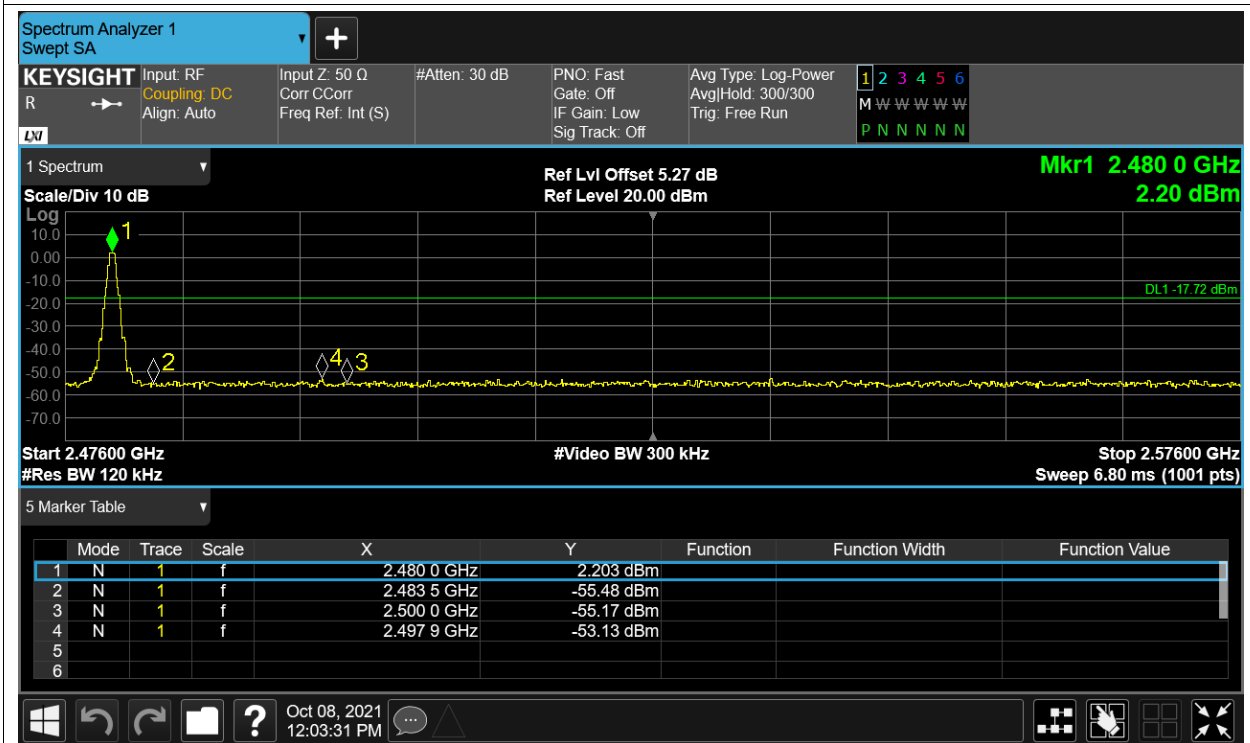 Spectrum Analyzer 1
Swept SA
KEYSIGHT
R
LXI
Input: RF
Coupling: DC
Align: Auto
Input Z: 50 Ω
Corr CCorr
Freq Ref: Int (S)
#Atten: 30 dB
PNO: Fast
Gate: Off
IF Gain: Low
Sig Track: Off
Avg Type: Log-Power
Avg|Hold: 300/300
Trig: Free Run
1 2 3 4 5 6
M W W W W W
P N N N N N
1 Spectrum
Scale/Div 10 dB
Ref Lvl Offset 5.27 dB
Ref Level 20.00 dBm
Mkr1 2.480 0 GHz
2.20 dBm
Log
10.0
0.00
-10.0
-20.0
-30.0
-40.0
-50.0
-60.0
-70.0
1
2
4
3
DL1 -17.72 dBm
Start 2.47600 GHz
#Video BW 300 kHz
Stop 2.57600 GHz
#Res BW 120 kHz
Sweep 6.80 ms (1001 pts)
5 Marker Table
Mode Trace Scale X Y Function Function Width Function Value
1 N 1 f 2.480 0 GHz 2.203 dBm
2 N 1 f 2.483 5 GHz -55.48 dBm
3 N 1 f 2.500 0 GHz -55.17 dBm
4 N 1 f 2.497 9 GHz -53.13 dBm
5
6
?
Oct 08, 2021
12:03:31 PM